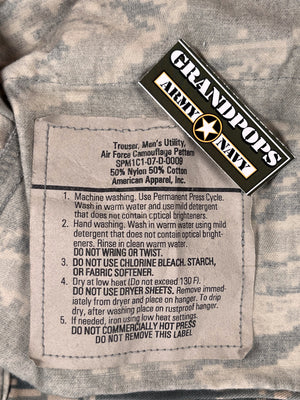 GRANDPOPS
ARMY NAVY
Trouser, Men's Utility,
Air Force Camouflage Pattern
SPM1C1-07-D-0009
50% Nylon 50% Cotton
American Apparel, Inc.
1. Machine washing. Use Permanent Press Cycle.
Wash in warm water and use mild detergent
that does not contain optical brighteners.
2. Hand washing. Wash in warm water using mild
detergent that does not contain optical bright-
eners. Rinse in clean warm water.
DO NOT WRING OR TWIST.
3. DO NOT USE CHLORINE BLEACH, STARCH,
OR FABRIC SOFTENER.
4. Dry at low heat (Do not exceed 130 F).
DO NOT USE DRYER SHEETS. Remove immed-
iately from dryer and place on hanger. To drip
dry, after washing place on rustproof hanger.
5. If needed, iron using low heat settings.
DO NOT COMMERCIALLY HOT PRESS
DO NOT REMOVE THIS LABEL